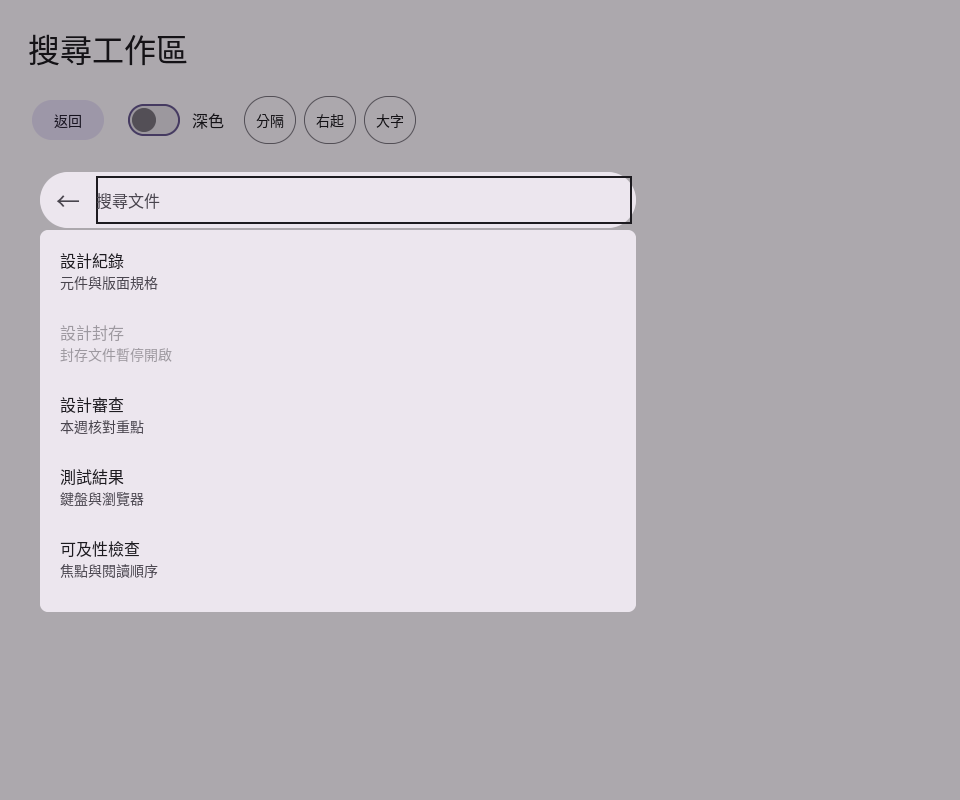 搜尋工作區
返回
深色
分隔
右起
大字
搜尋文件
設計紀錄
元件與版面規格
設計封存
封存文件暫停開啟
設計審查
本週核對重點
測試結果
鍵盤與瀏覽器
可及性檢查
焦點與閱讀順序